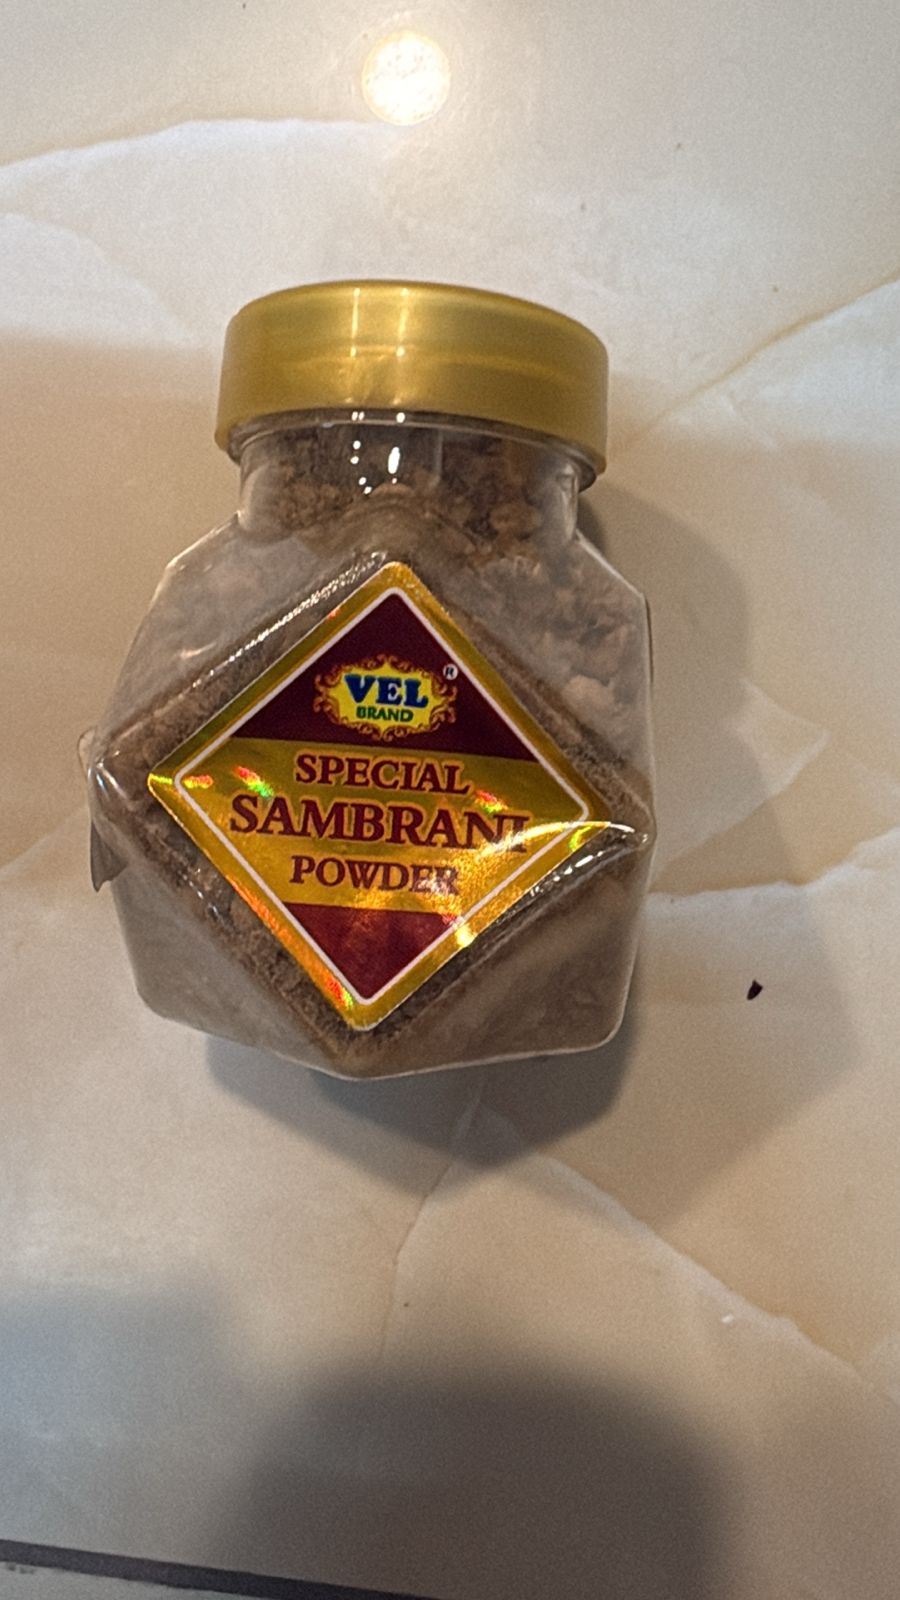 VEL ®
BRAND
SPECIAL
SAMBRANI
POWDER